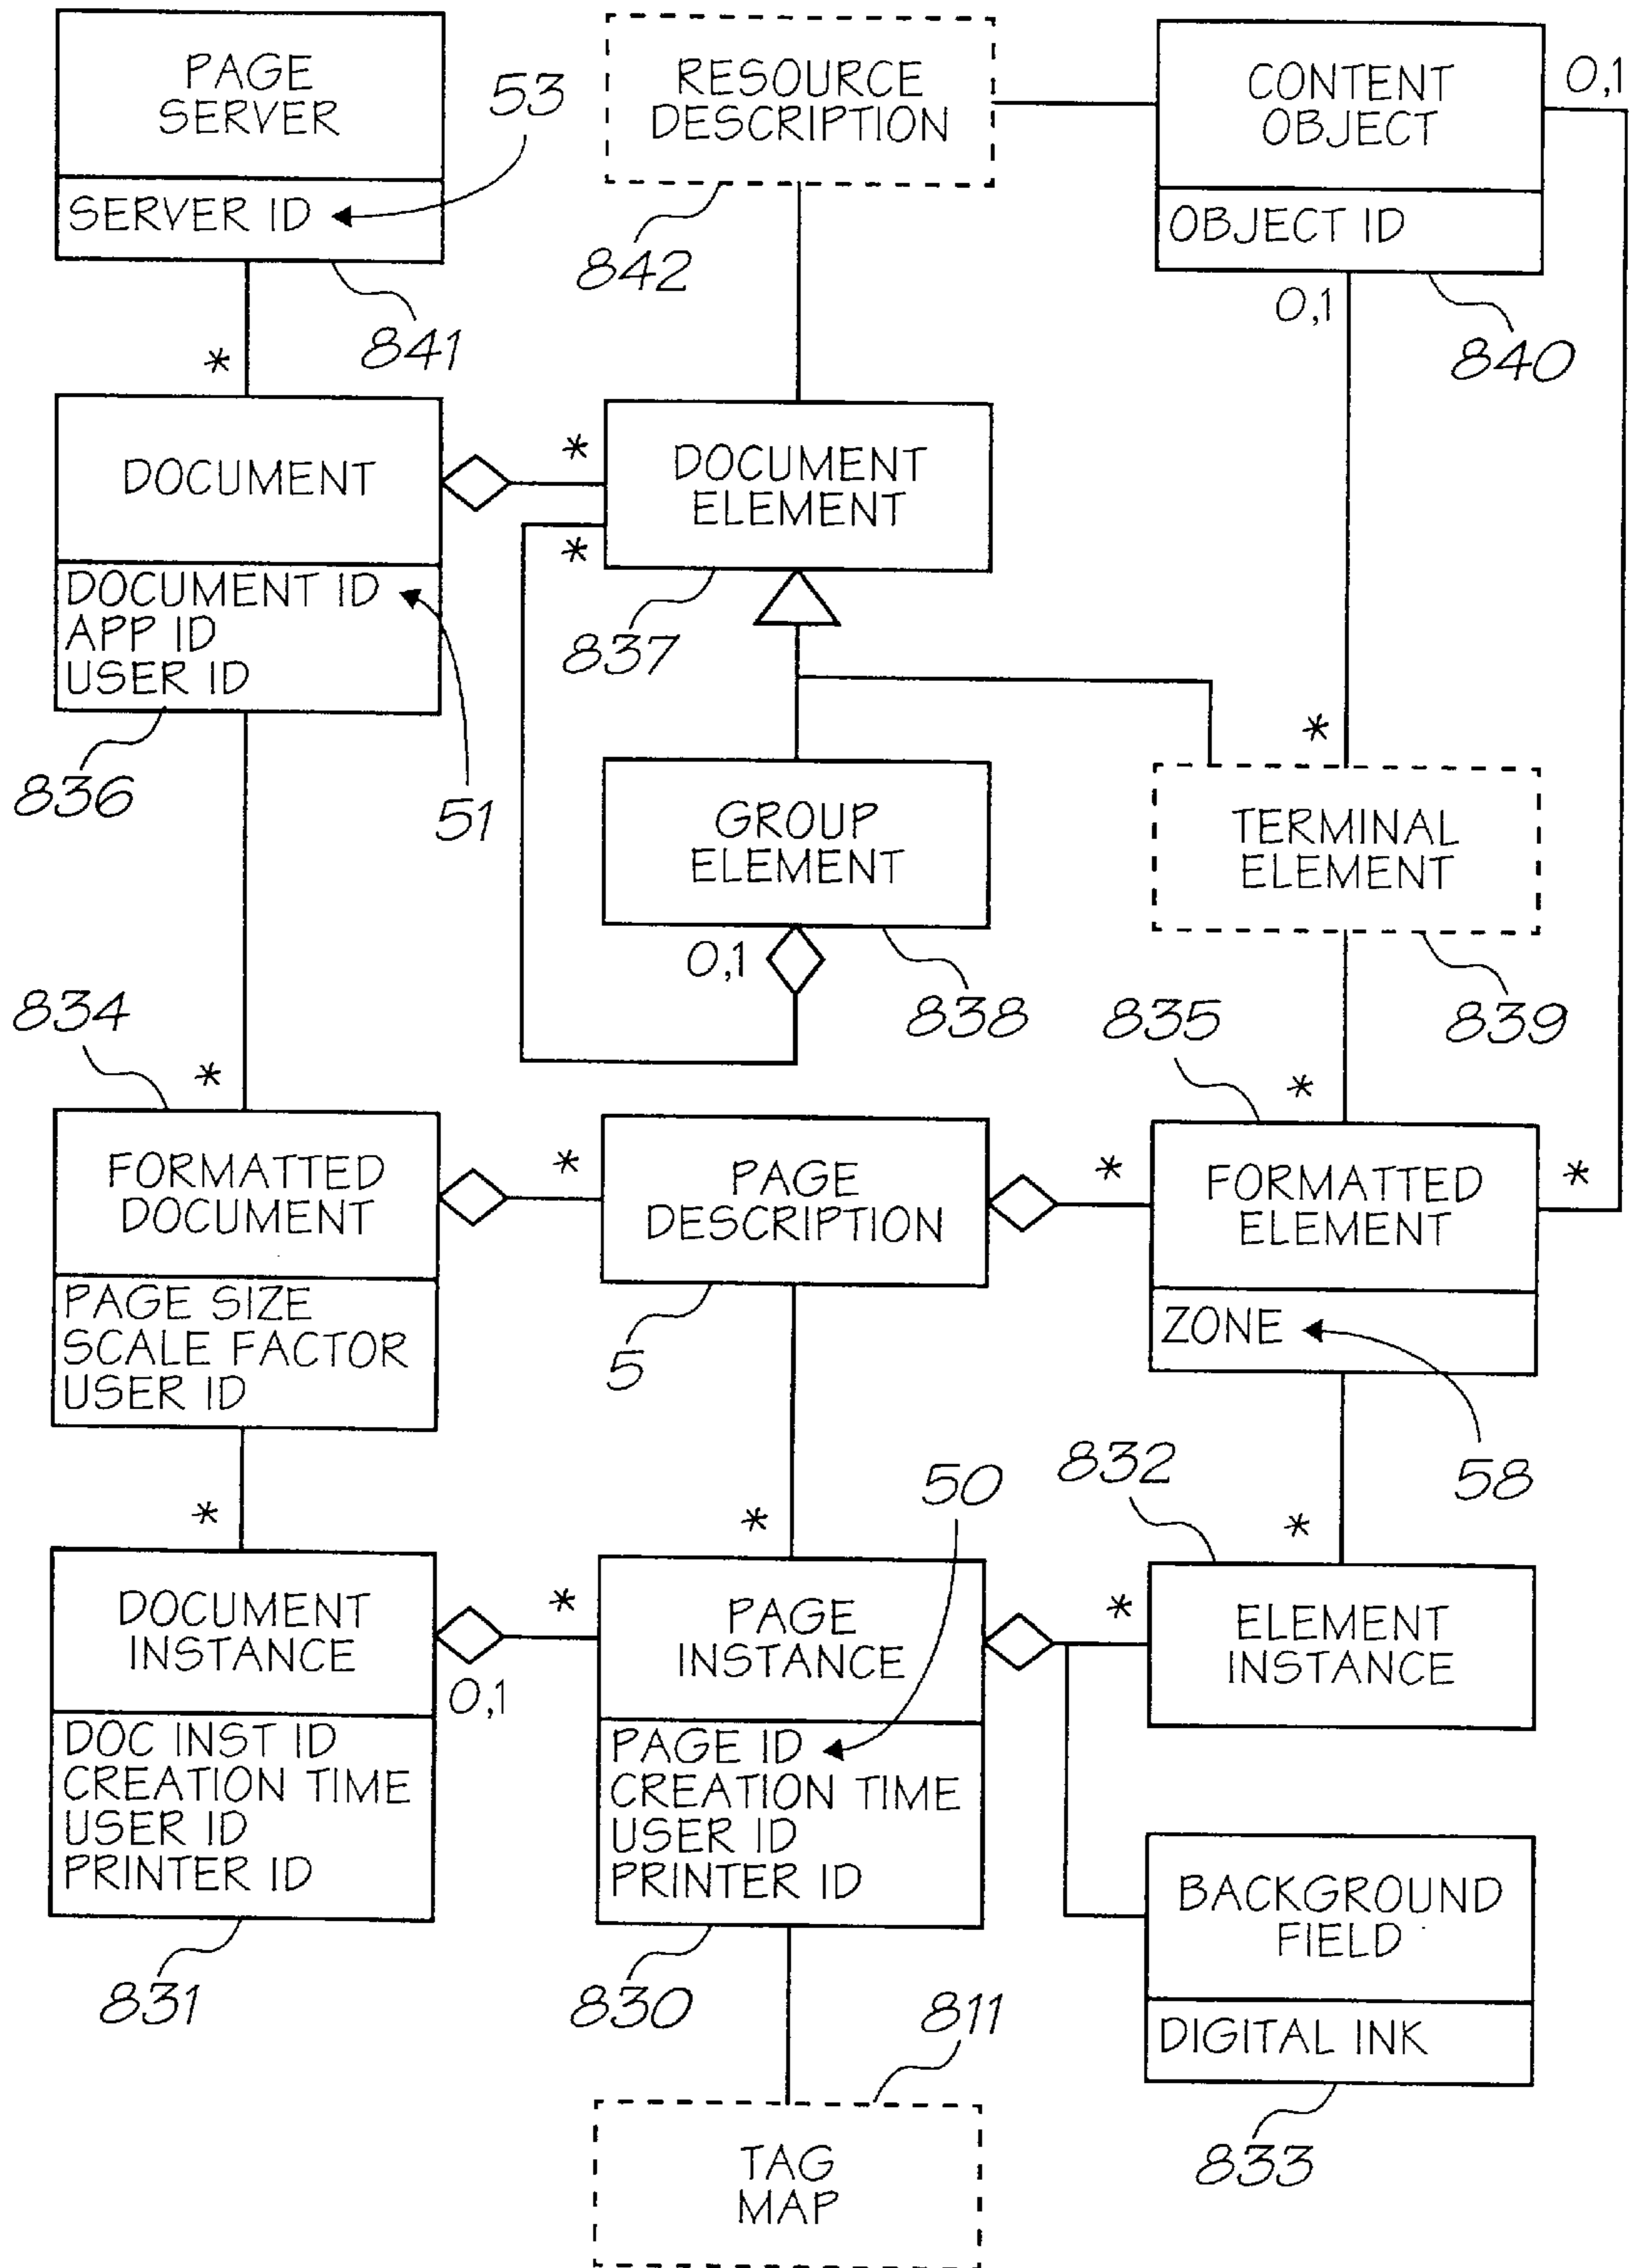 PAGE
SERVER
SERVER ID
53
841
RESOURCE
DESCRIPTION
842
CONTENT
OBJECT
OBJECT ID
0,1
0,1
840
*
DOCUMENT
DOCUMENT ID
APP ID
USER ID
836
51
*
*
DOCUMENT
ELEMENT
837
GROUP
ELEMENT
0,1
838
*
TERMINAL
ELEMENT
839
834
*
FORMATTED
DOCUMENT
PAGE SIZE
SCALE FACTOR
USER ID
*
PAGE
DESCRIPTION
5
835
*
*
FORMATTED
ELEMENT
*
ZONE
58
*
DOCUMENT
INSTANCE
0,1
DOC INST ID
CREATION TIME
USER ID
PRINTER ID
831
*
*
50
PAGE
INSTANCE
PAGE ID
CREATION TIME
USER ID
PRINTER ID
830
832
*
*
ELEMENT
INSTANCE
BACKGROUND
FIELD
DIGITAL INK
833
811
TAG
MAP